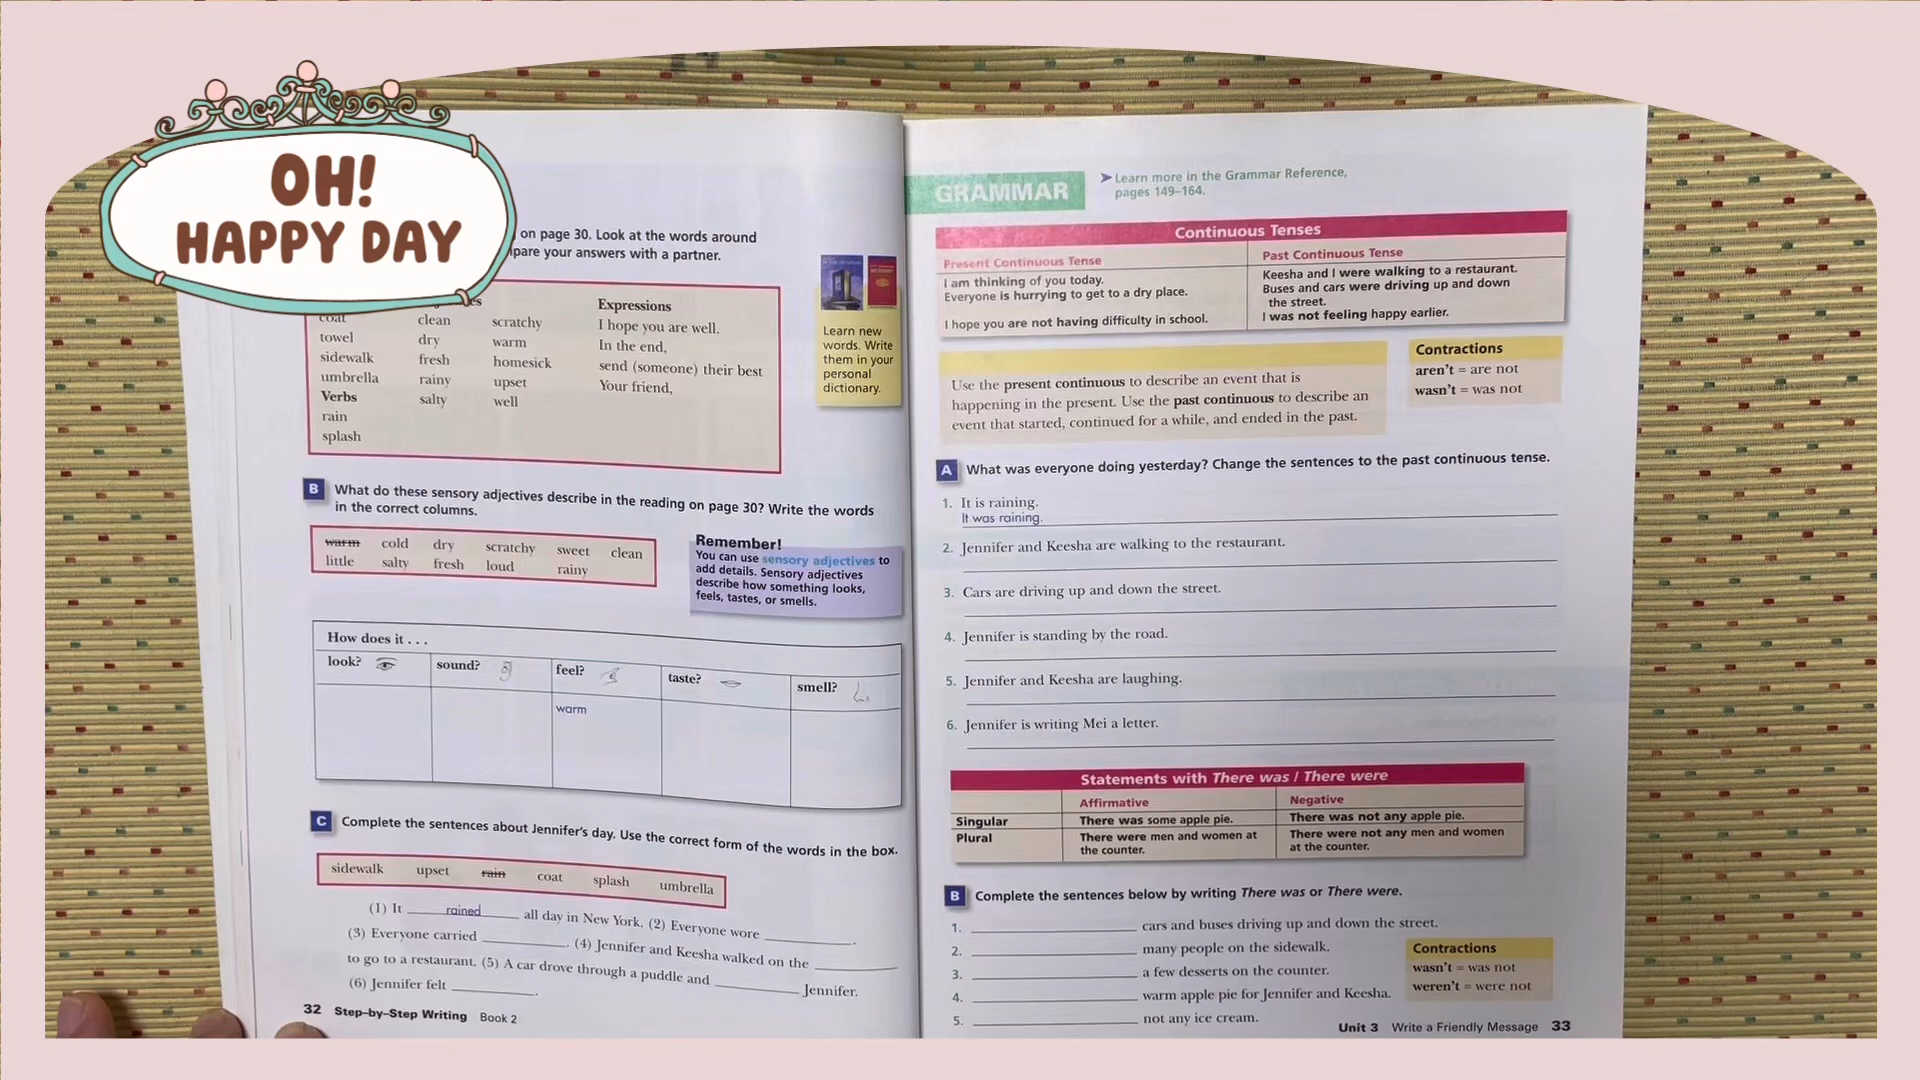 OH!
HAPPY DAY
on page 30. Look at the words around
pare your answers with a partner.
es
Expressions
coat
clean
scratchy
I hope you are well.
towel
dry
warm
In the end,
sidewalk
fresh
homesick
send (someone) their best
umbrella
rainy
upset
Your friend,
Verbs
salty
well
rain
splash
Learn new
words. Write
them in your
personal
dictionary.
B What do these sensory adjectives describe in the reading on page 30? Write the words
in the correct columns.
warm cold dry scratchy sweet clean
little salty fresh loud rainy
Remember!
You can use sensory adjectives to
add details. Sensory adjectives
describe how something looks,
feels, tastes, or smells.
How does it . . .
look? sound? feel? taste? smell?
warm
C Complete the sentences about Jennifer's day. Use the correct form of the words in the box.
sidewalk upset rain coat splash umbrella
(1) It rained all day in New York. (2) Everyone wore .
(3) Everyone carried . (4) Jennifer and Keesha walked on the
to go to a restaurant. (5) A car drove through a puddle and Jennifer.
(6) Jennifer felt .
32 Step-by-Step Writing Book 2
GRAMMAR
➤Learn more in the Grammar Reference,
pages 149–164.
Continuous Tenses
Present Continuous Tense
I am thinking of you today.
Everyone is hurrying to get to a dry place.
I hope you are not having difficulty in school.
Past Continuous Tense
Keesha and I were walking to a restaurant.
Buses and cars were driving up and down
the street.
I was not feeling happy earlier.
Use the present continuous to describe an event that is
happening in the present. Use the past continuous to describe an
event that started, continued for a while, and ended in the past.
Contractions
aren't = are not
wasn't = was not
A What was everyone doing yesterday? Change the sentences to the past continuous tense.
1. It is raining.
It was raining.
2. Jennifer and Keesha are walking to the restaurant.
3. Cars are driving up and down the street.
4. Jennifer is standing by the road.
5. Jennifer and Keesha are laughing.
6. Jennifer is writing Mei a letter.
Statements with There was / There were
Affirmative Negative
Singular There was some apple pie. There was not any apple pie.
Plural There were men and women at There were not any men and women
the counter. at the counter.
B Complete the sentences below by writing There was or There were.
1. cars and buses driving up and down the street.
2. many people on the sidewalk.
3. a few desserts on the counter.
4. warm apple pie for Jennifer and Keesha.
5. not any ice cream.
Contractions
wasn't = was not
weren't = were not
Unit 3 Write a Friendly Message 33